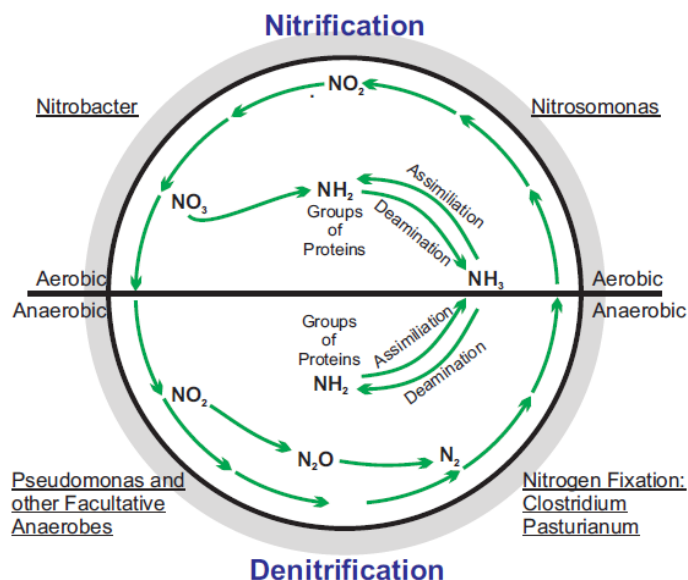 Nitrification
Nitrobacter
NO₂
Nitrosomonas
NO₃
NH₂
Groups
of
Proteins
Assimiliation
Deamination
NH₃
Aerobic
Aerobic
Anaerobic
Anaerobic
Groups
of
Proteins
NH₂
Assimiliation
Deamination
NO₂
N₂O
N₂
Pseudomonas and
other Facultative
Anaerobes
Nitrogen Fixation:
Clostridium
Pasturianum
Denitrification